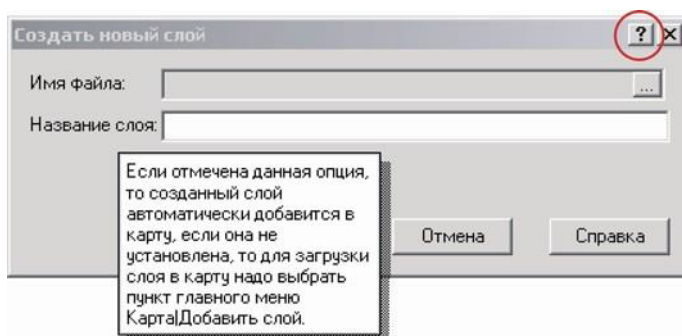 Создать новый слой
?
Имя файла:
...
Название слоя:
Если отмечена данная опция,
то созданный слой
автоматически добавится в
карту, если она не
установлена, то для загрузки
слоя в карту надо выбрать
пункт главного меню
Карта|Добавить слой.
Отмена
Справка